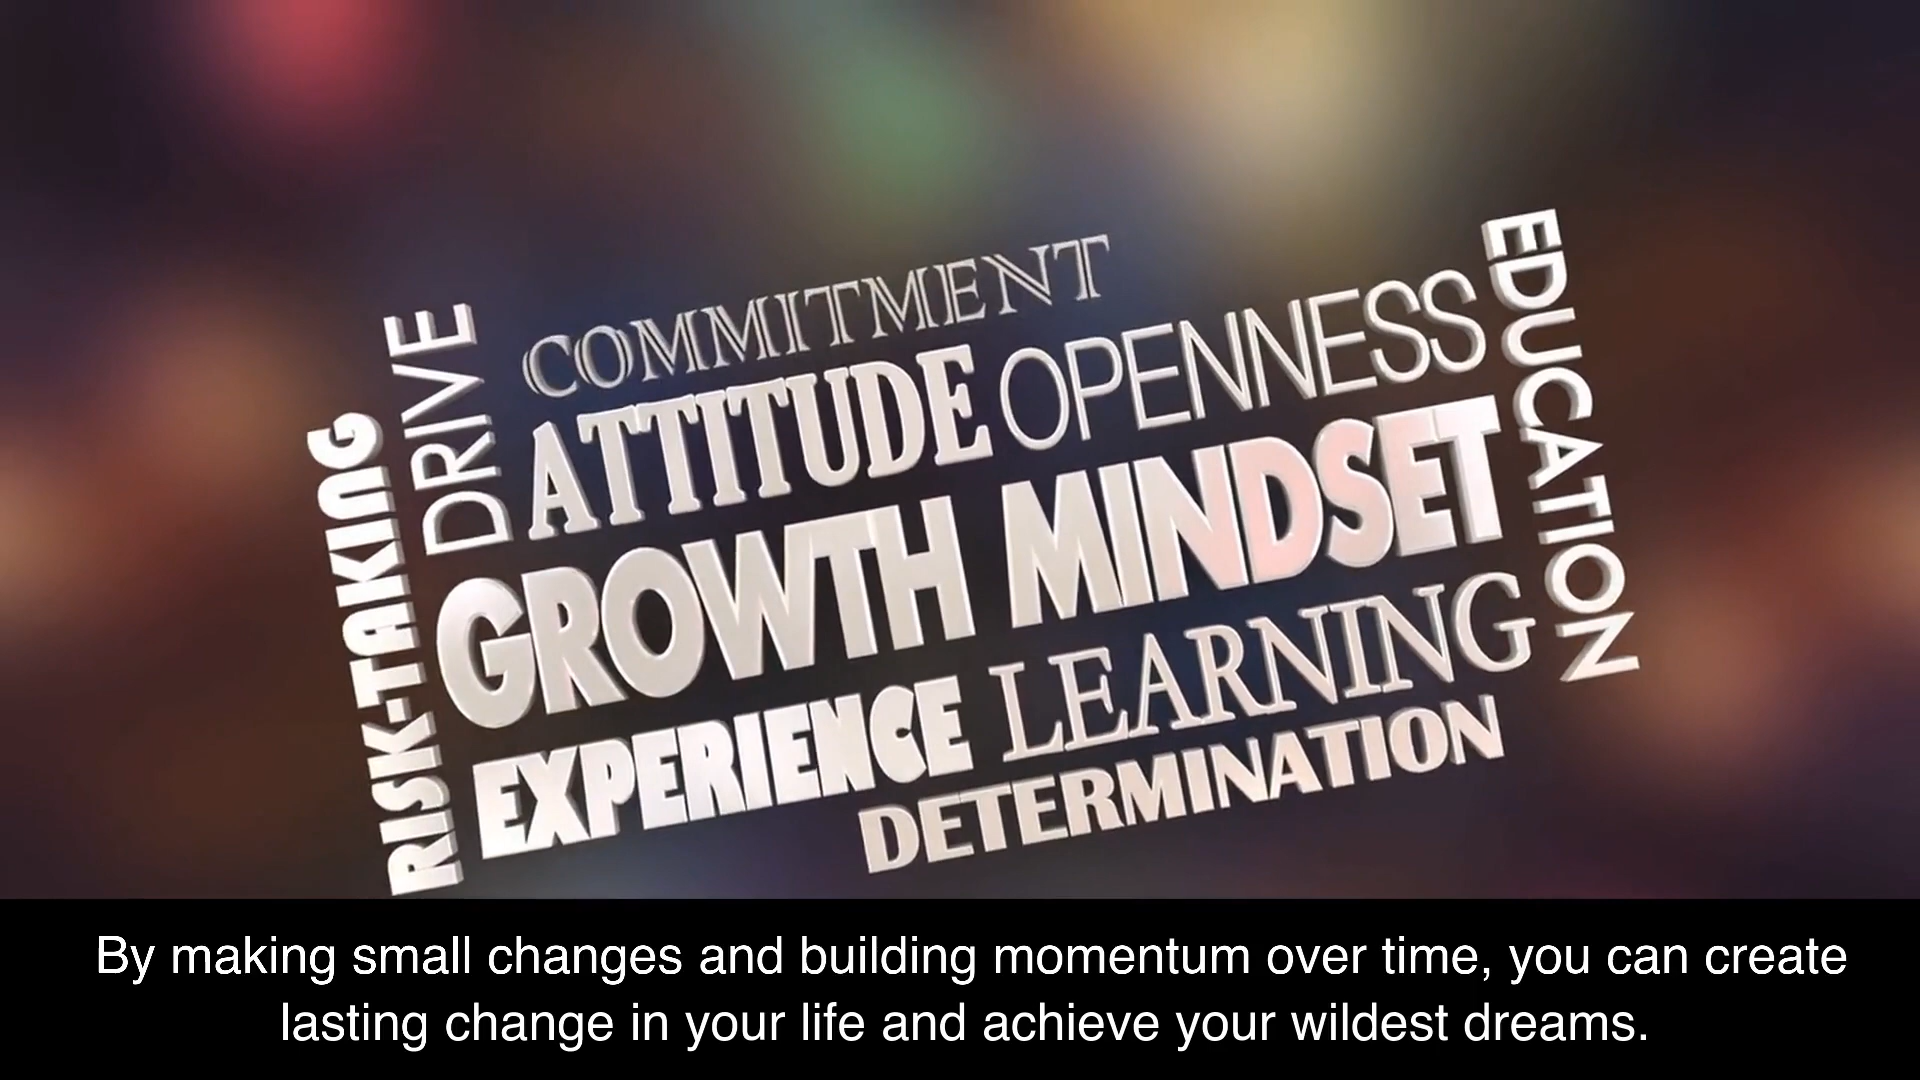 COMMITMENT
DRIVE
ATTITUDE OPENNESS
EDUCATION
RISK-TAKING
GROWTH MINDSET
EXPERIENCE LEARNING
DETERMINATION
By making small changes and building momentum over time, you can create
lasting change in your life and achieve your wildest dreams.